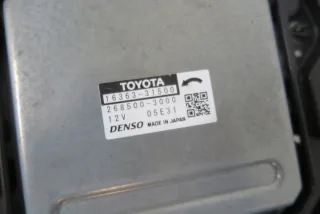 TOYOTA
16363-31500
268500-3000
12V 05E31
DENSO MADE IN JAPAN